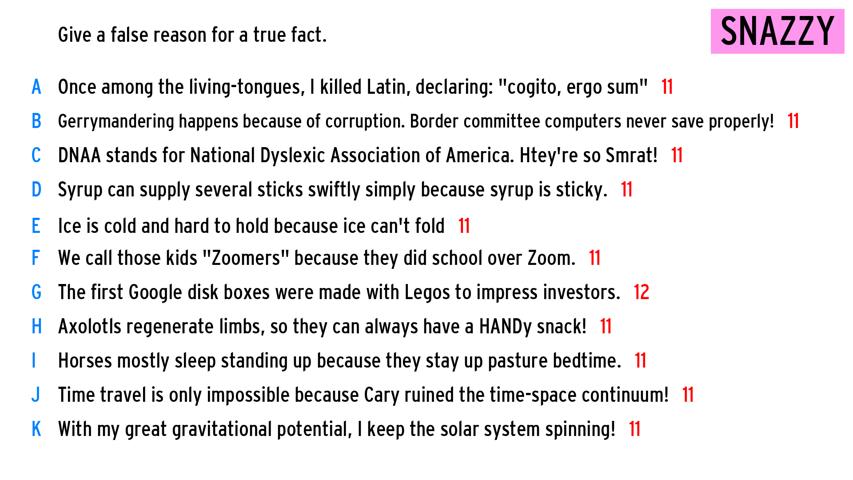 Give a false reason for a true fact.
SNAZZY
A Once among the living-tongues, I killed Latin, declaring: "cogito, ergo sum" 11
B Gerrymandering happens because of corruption. Border committee computers never save properly! 11
C DNAA stands for National Dyslexic Association of America. Htey're so Smrat! 11
D Syrup can supply several sticks swiftly simply because syrup is sticky. 11
E Ice is cold and hard to hold because ice can't fold 11
F We call those kids "Zoomers" because they did school over Zoom. 11
G The first Google disk boxes were made with Legos to impress investors. 12
H Axolotls regenerate limbs, so they can always have a HANDy snack! 11
I Horses mostly sleep standing up because they stay up pasture bedtime. 11
J Time travel is only impossible because Cary ruined the time-space continuum! 11
K With my great gravitational potential, I keep the solar system spinning! 11